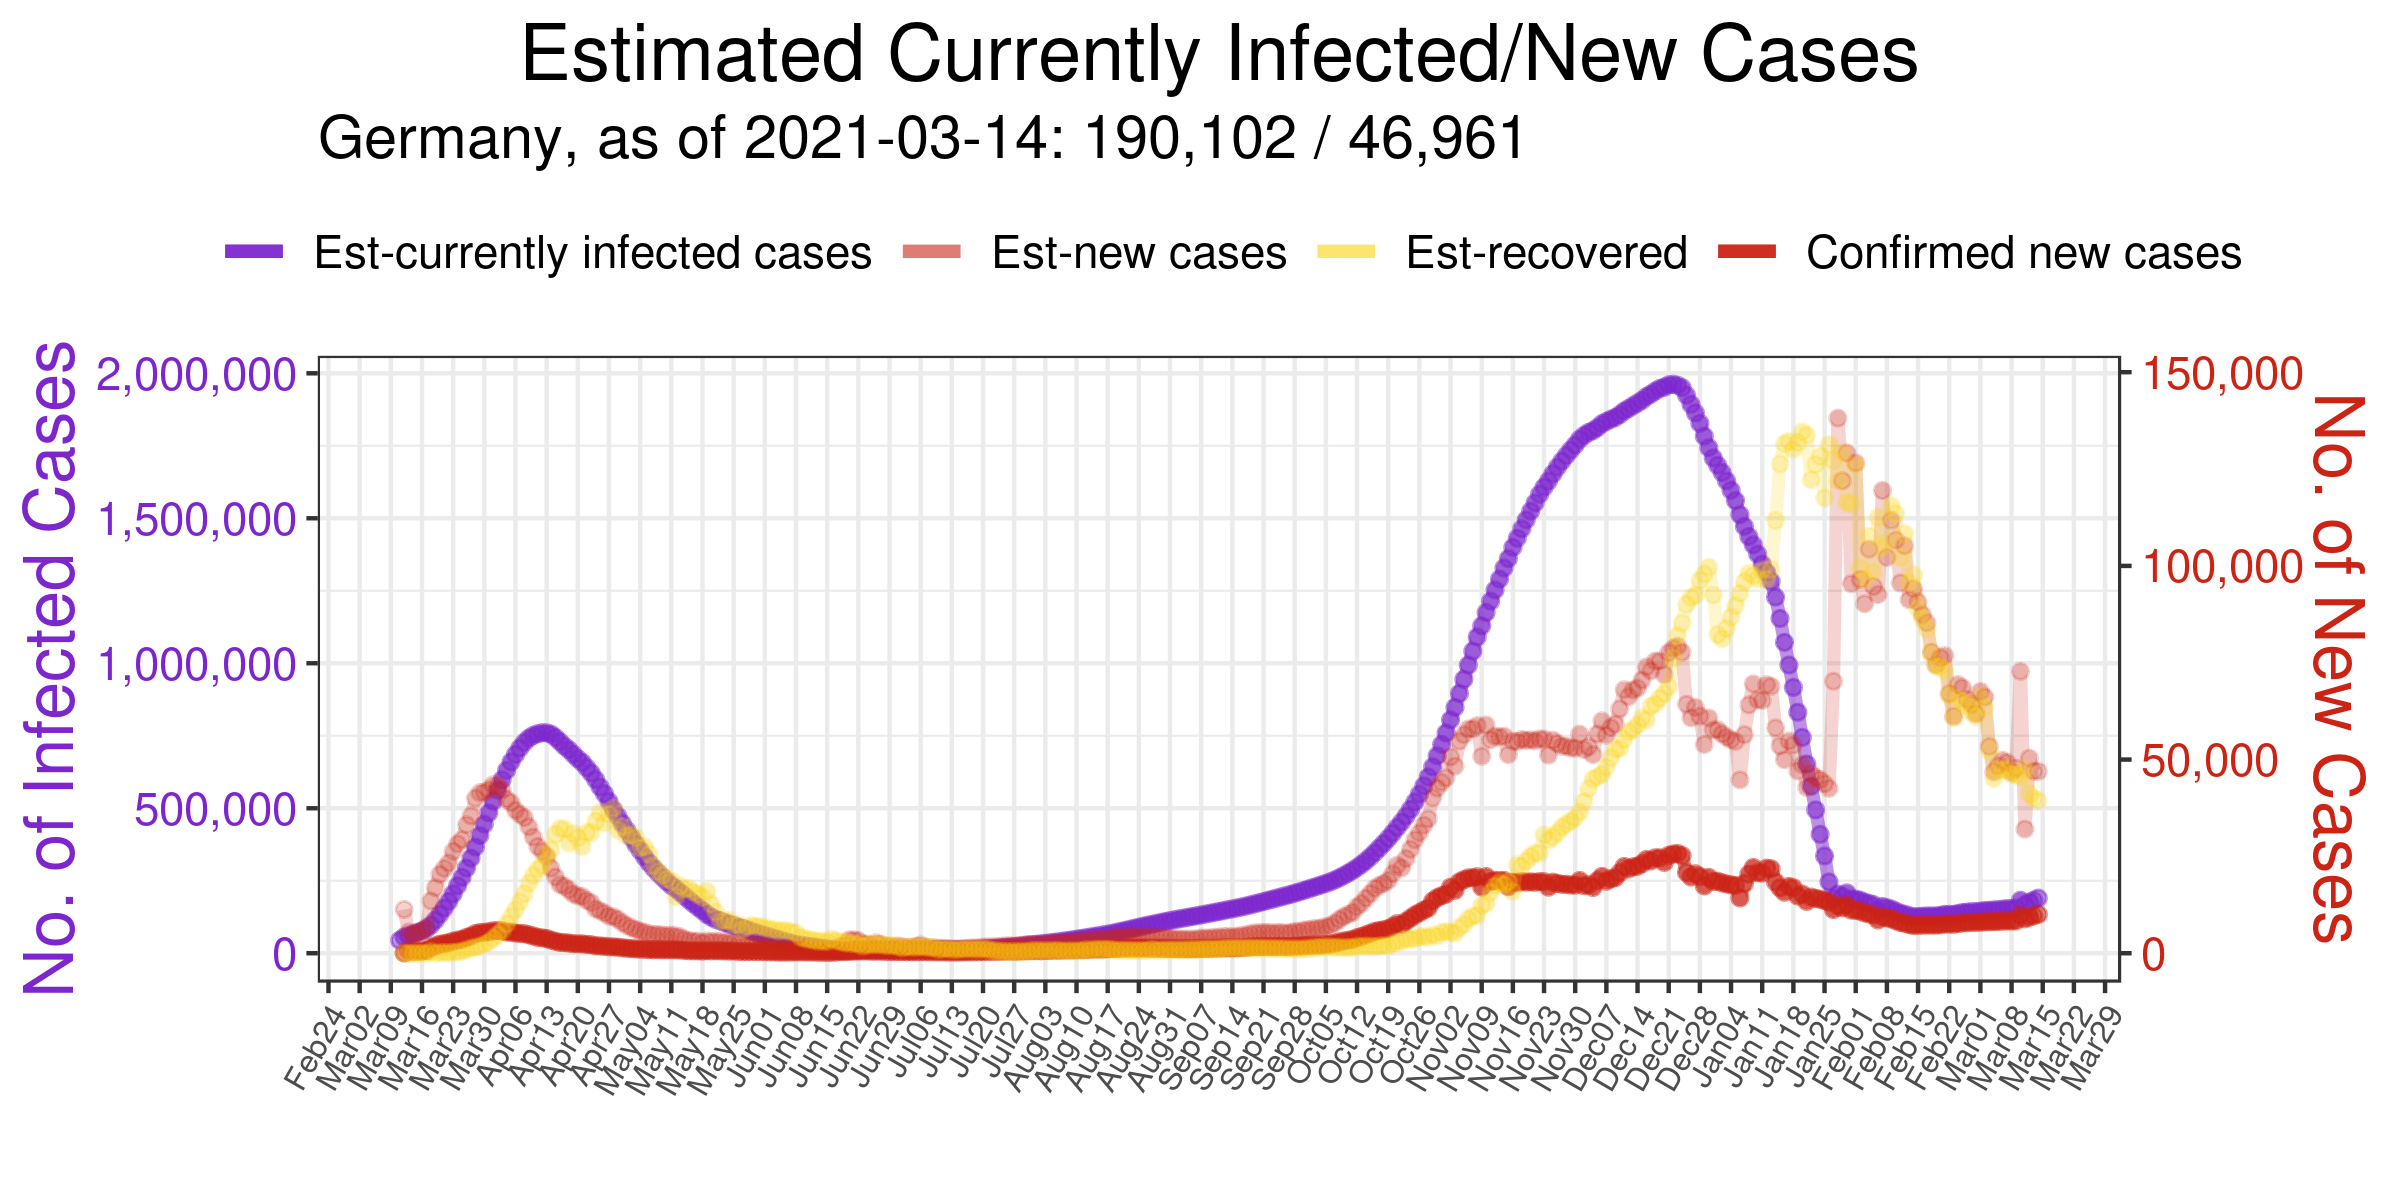 Estimated Currently Infected/New Cases
Germany, as of 2021-03-14: 190,102 / 46,961
Est-currently infected cases Est-new cases Est-recovered Confirmed new cases
No. of Infected Cases
2,000,000
1,500,000
1,000,000
500,000
0
150,000
100,000
50,000
0
No. of New Cases
Feb24 Mar02 Mar09 Mar16 Mar23 Mar30 Apr06 Apr13 Apr20 Apr27 May04 May11 May18 May25 Jun01 Jun08 Jun15 Jun22 Jun29 Jul06 Jul13 Jul20 Jul27 Aug03 Aug10 Aug17 Aug24 Aug31 Sep07 Sep14 Sep21 Sep28 Oct05 Oct12 Oct19 Oct26 Nov02 Nov09 Nov16 Nov23 Nov30 Dec07 Dec14 Dec21 Dec28 Jan04 Jan11 Jan18 Jan25 Feb01 Feb08 Feb15 Feb22 Mar01 Mar08 Mar15 Mar22 Mar29